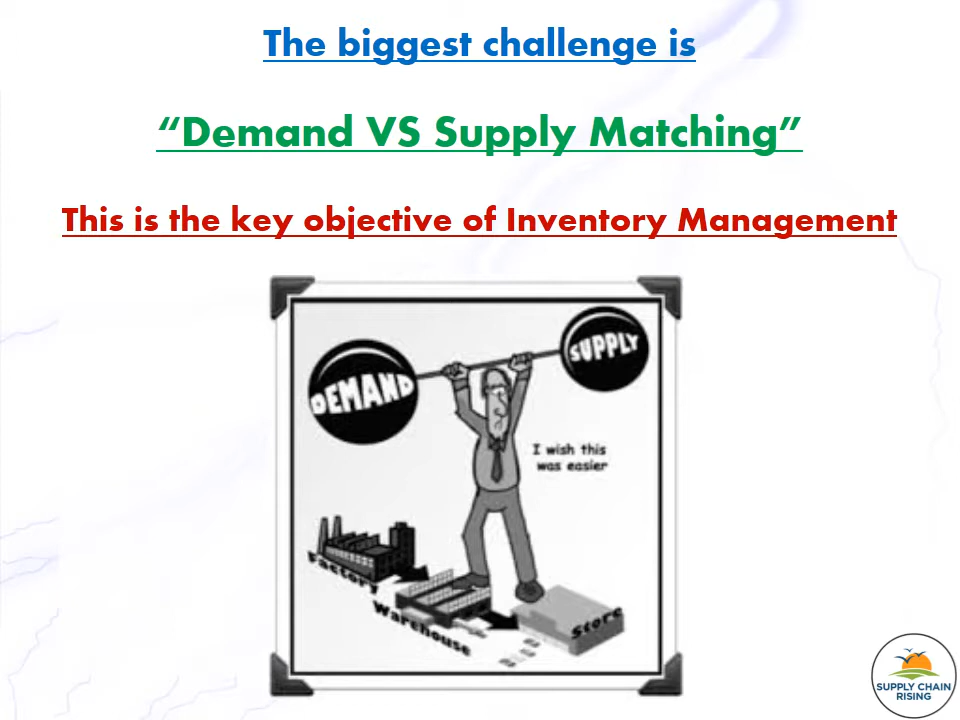 The biggest challenge is
“Demand VS Supply Matching”
This is the key objective of Inventory Management
DEMAND
SUPPLY
I wish this
was easier
Factory
Warehouse
Store
SUPPLY CHAIN
RISING